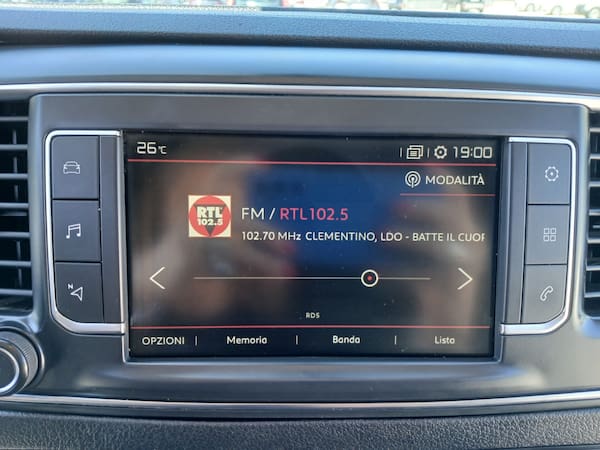 26°C 19:00
MODALITÀ
RTL
102.5
FM / RTL102.5
102.70 MHz CLEMENTINO, LDO - BATTE IL CUOF
RDS
OPZIONI Memoria Banda Lista
N